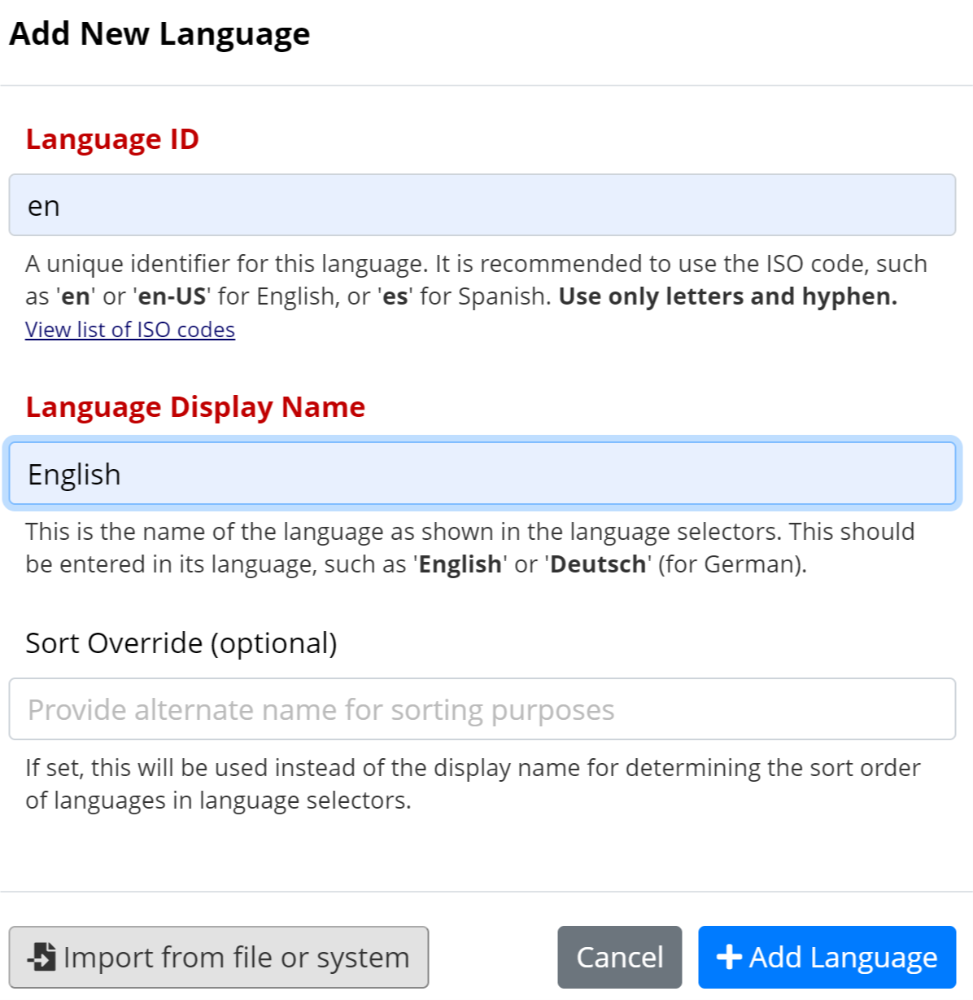 Add New Language
Language ID
en
A unique identifier for this language. It is recommended to use the ISO code, such
as 'en' or 'en-US' for English, or 'es' for Spanish. Use only letters and hyphen.
View list of ISO codes
Language Display Name
English
This is the name of the language as shown in the language selectors. This should
be entered in its language, such as 'English' or 'Deutsch' (for German).
Sort Override (optional)
Provide alternate name for sorting purposes
If set, this will be used instead of the display name for determining the sort order
of languages in language selectors.
Import from file or system
Cancel
Add Language